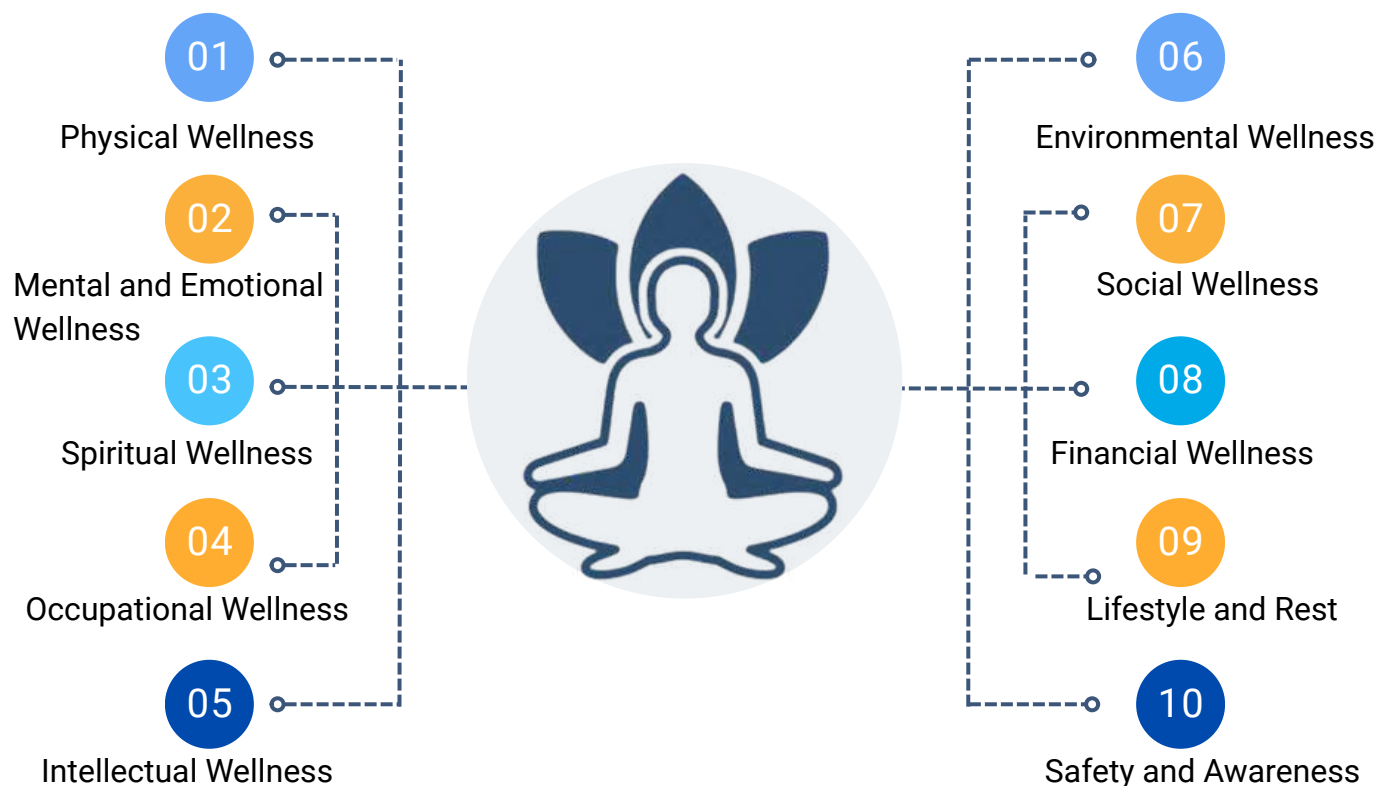 01
Physical Wellness
02
Mental and Emotional
Wellness
03
Spiritual Wellness
04
Occupational Wellness
05
Intellectual Wellness
06
Environmental Wellness
07
Social Wellness
08
Financial Wellness
09
Lifestyle and Rest
10
Safety and Awareness